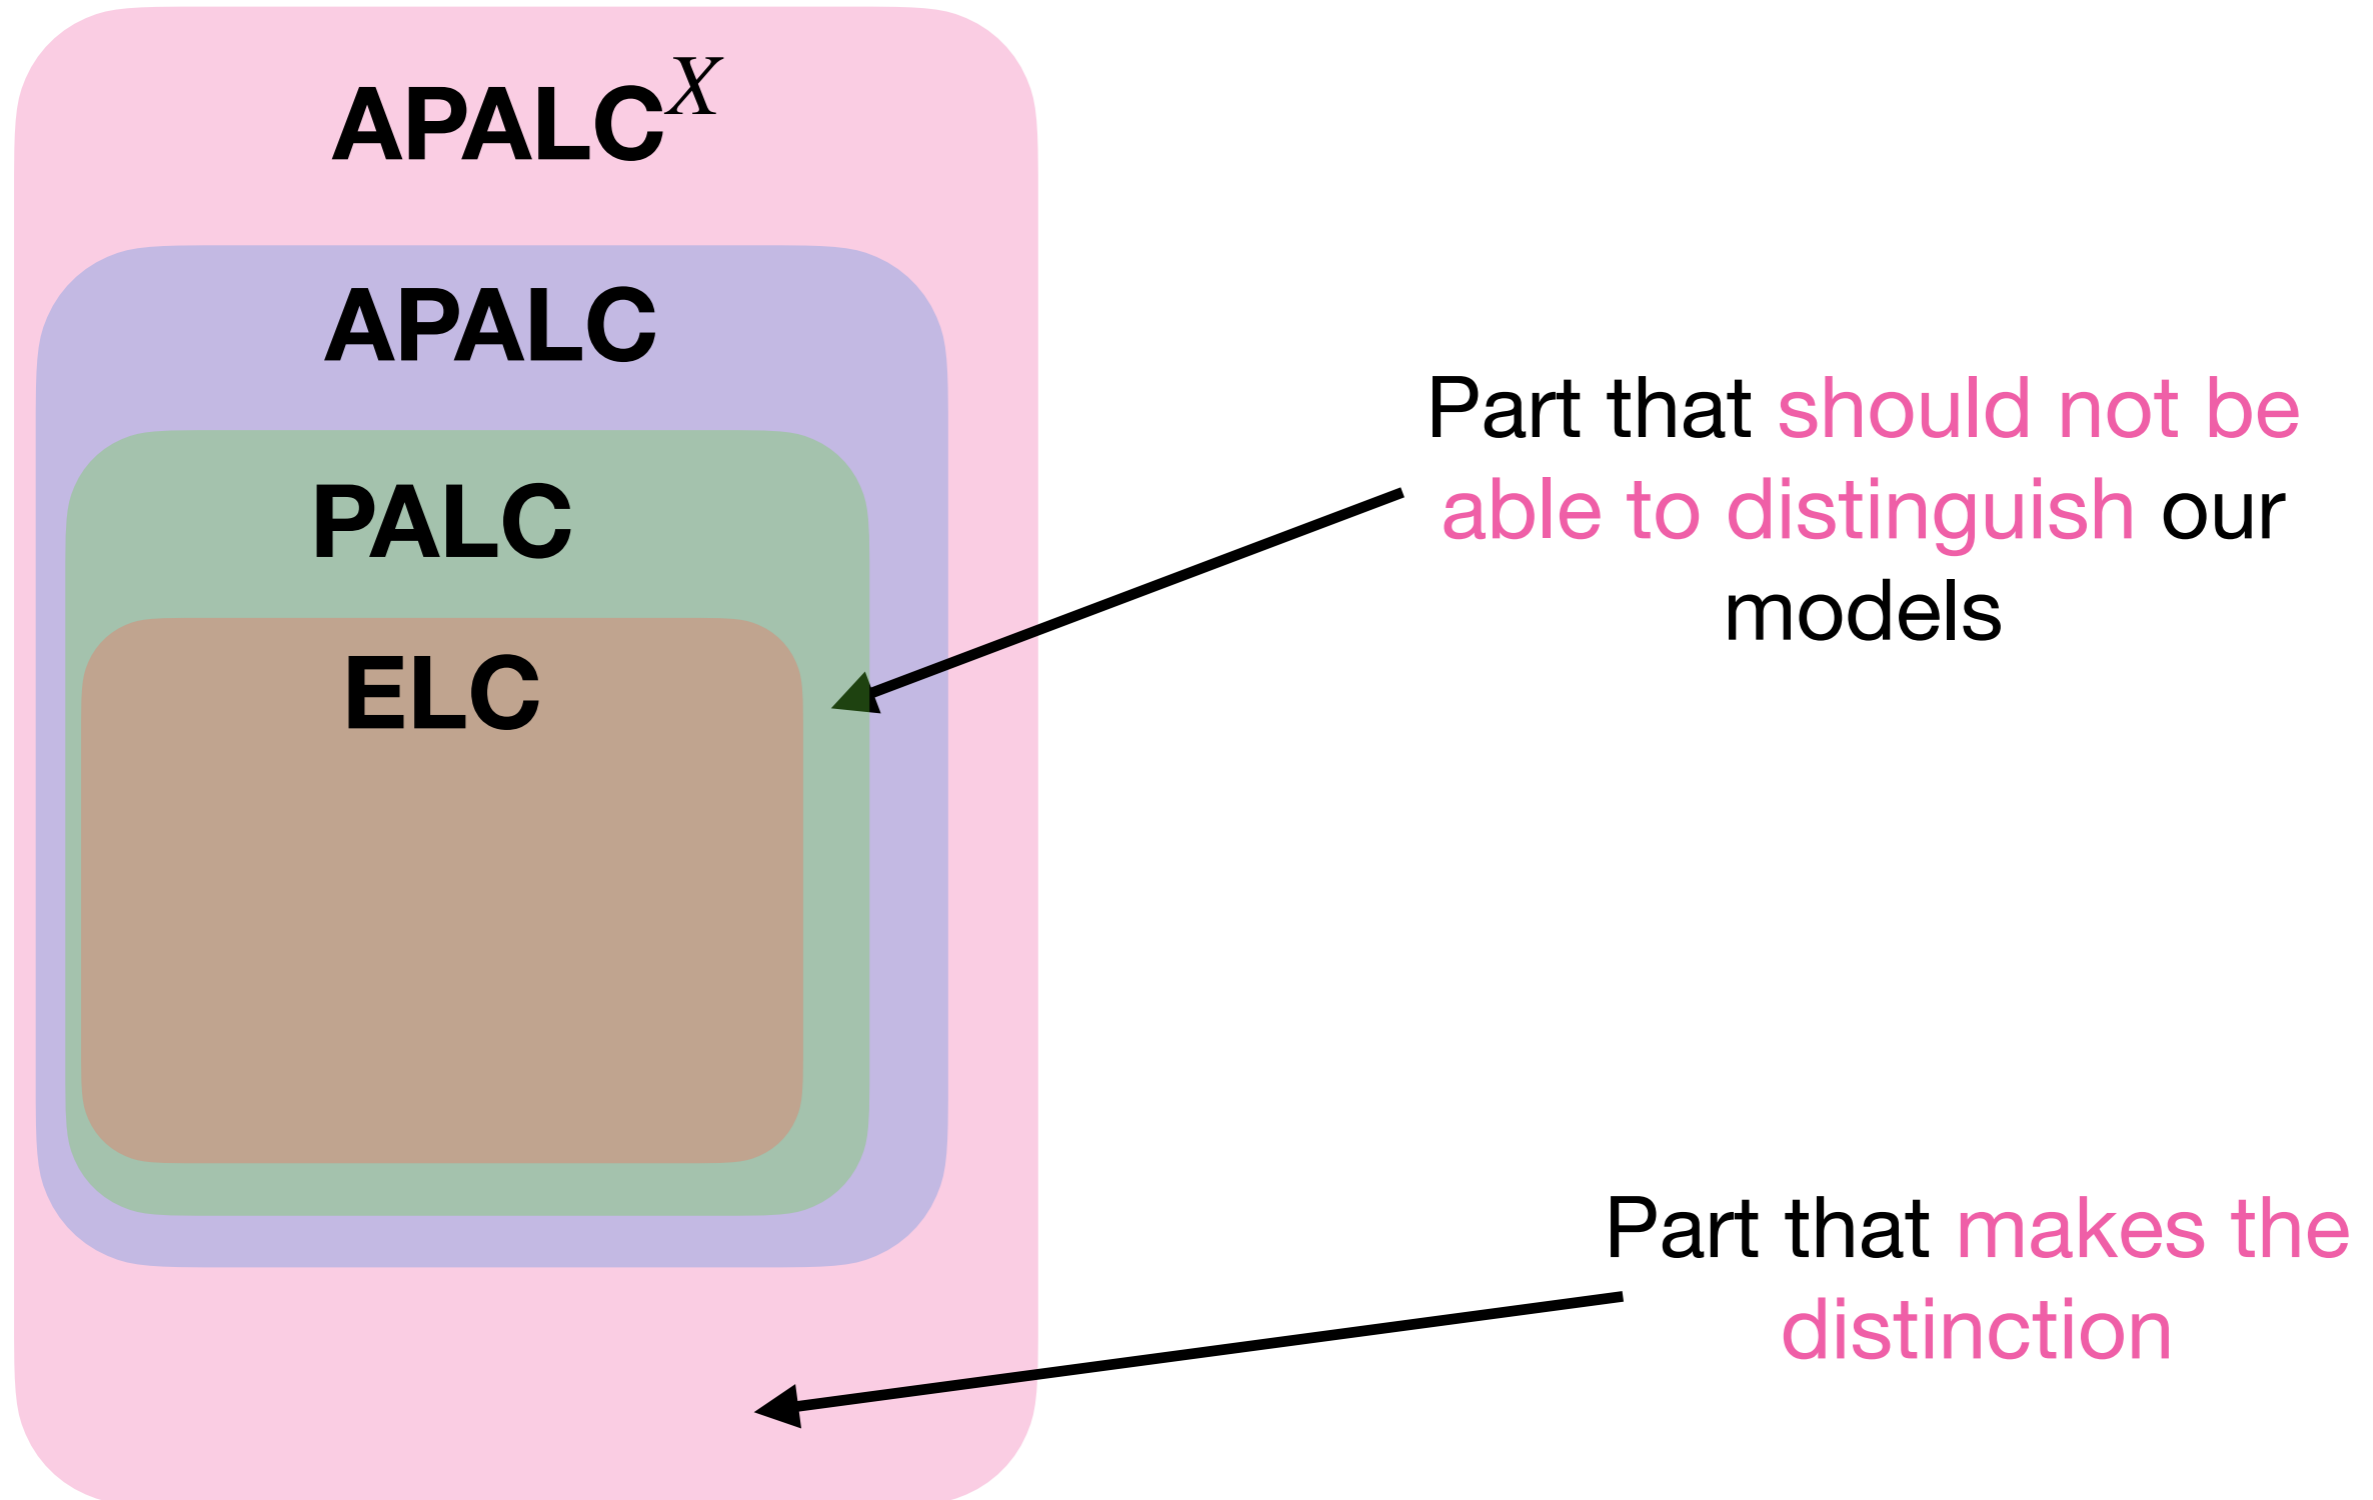 APALC^X
APALC
PALC
ELC
Part that should not be
able to distinguish our
models
Part that makes the
distinction